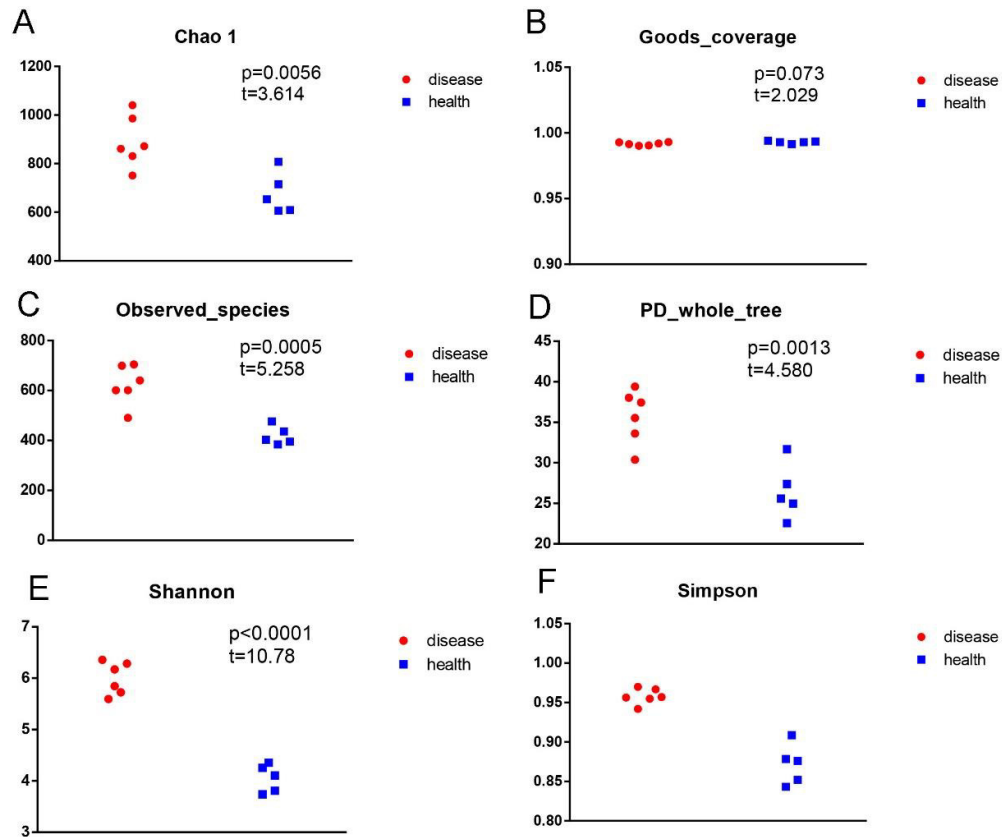 A
Chao 1
1200
1000
800
600
400
p=0.0056
t=3.614
disease
health
B
Goods_coverage
1.05
1.00
0.95
0.90
p=0.073
t=2.029
disease
health
C
Observed_species
800
600
400
200
0
p=0.0005
t=5.258
disease
health
D
PD_whole_tree
45
40
35
30
25
20
p=0.0013
t=4.580
disease
health
E
Shannon
7
6
5
4
3
p<0.0001
t=10.78
disease
health
F
Simpson
1.05
1.00
0.95
0.90
0.85
0.80
disease
health